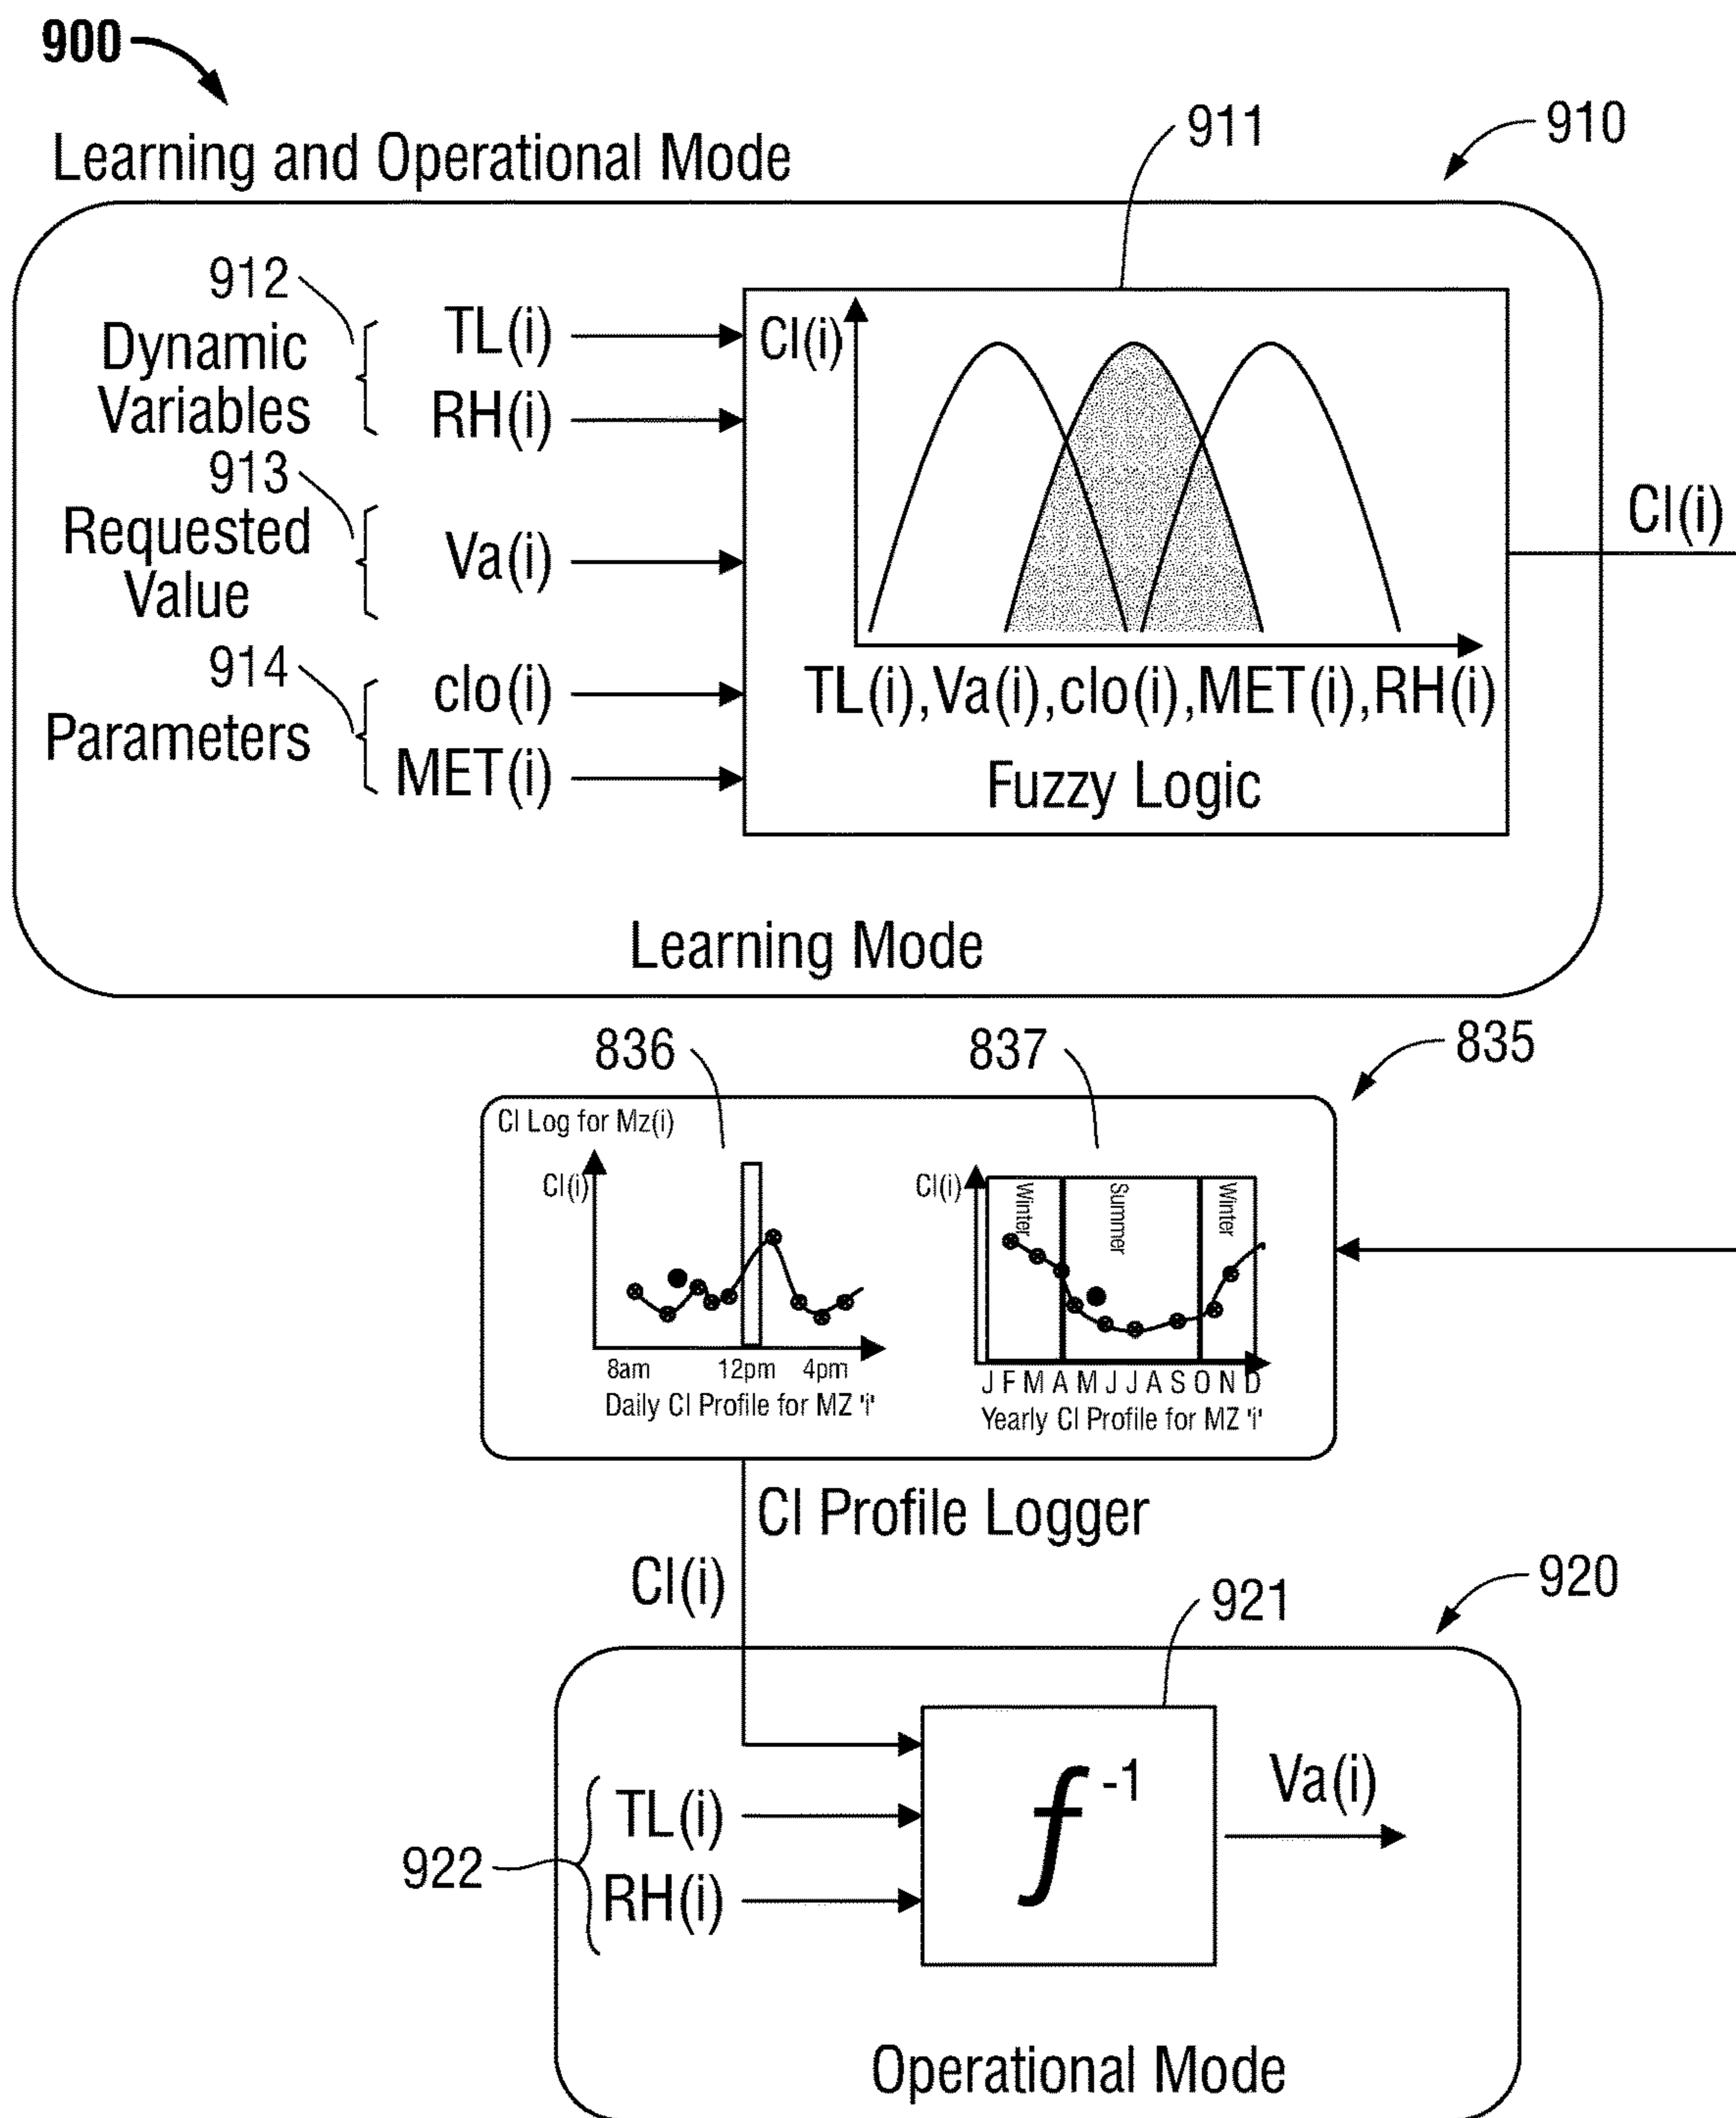 900
Learning and Operational Mode
911
910
912
Dynamic
Variables
TL(i)
RH(i)
913
Requested
Value
Va(i)
914
Parameters
clo(i)
MET(i)
CI(i)
TL(i),Va(i),clo(i),MET(i),RH(i)
Fuzzy Logic
CI(i)
Learning Mode
836
837
835
CI Log for Mz(i)
CI(i)
8am 12pm 4pm
Daily CI Profile for MZ 'i'
CI(i)
Winter
Summer
Winter
J F M A M J J A S O N D
Yearly CI Profile for MZ 'i'
CI Profile Logger
CI(i)
921
920
922
TL(i)
RH(i)
f -1
Va(i)
Operational Mode